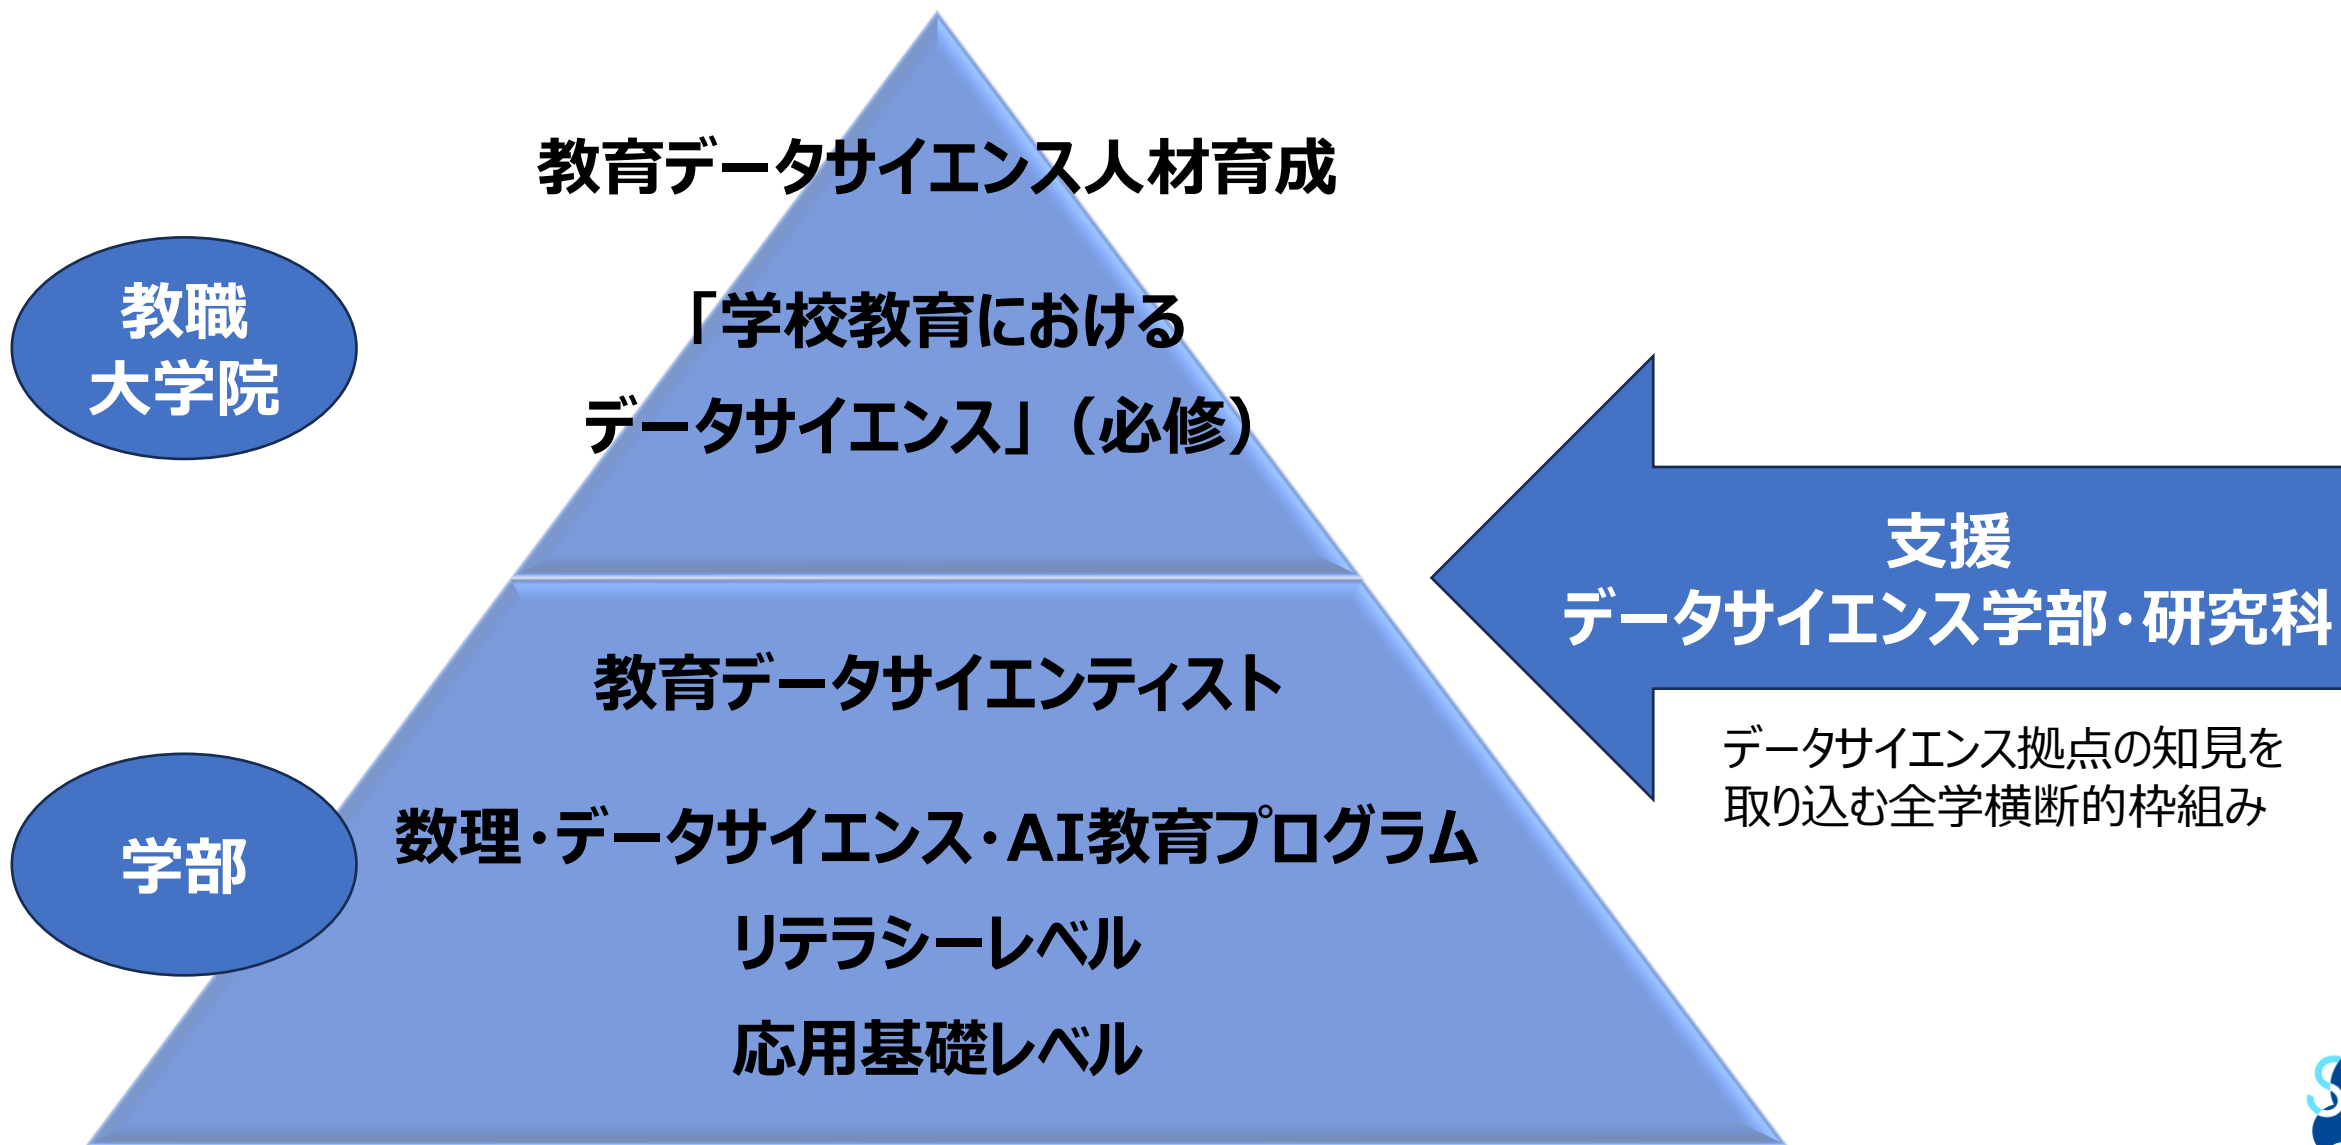 教育データサイエンス人材育成
「学校教育における
データサイエンス」（必修）
教職
大学院
支援
データサイエンス学部・研究科
データサイエンス拠点の知見を
取り込む全学横断的枠組み
教育データサイエンティスト
数理・データサイエンス・AI教育プログラム
リテラシーレベル
応用基礎レベル
学部